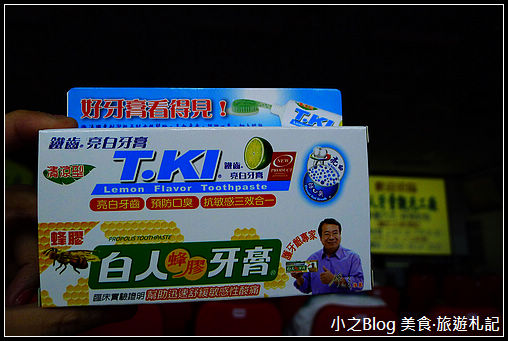 好牙膏看得見！
T.KI
鐵齒® 亮白牙膏
鐵齒®
亮白牙膏
清涼型
T.KI®
NEW
PRODUCT
Lemon Flavor Toothpaste
亮白牙齒 預防口臭 抗敏感三效合一
蜂膠
PROPOLIS TOOTHPASTE
白人蜂膠牙膏®
臨床實驗證明 幫助迅速舒緩敏感性酸痛
小之Blog 美食‧旅遊札記